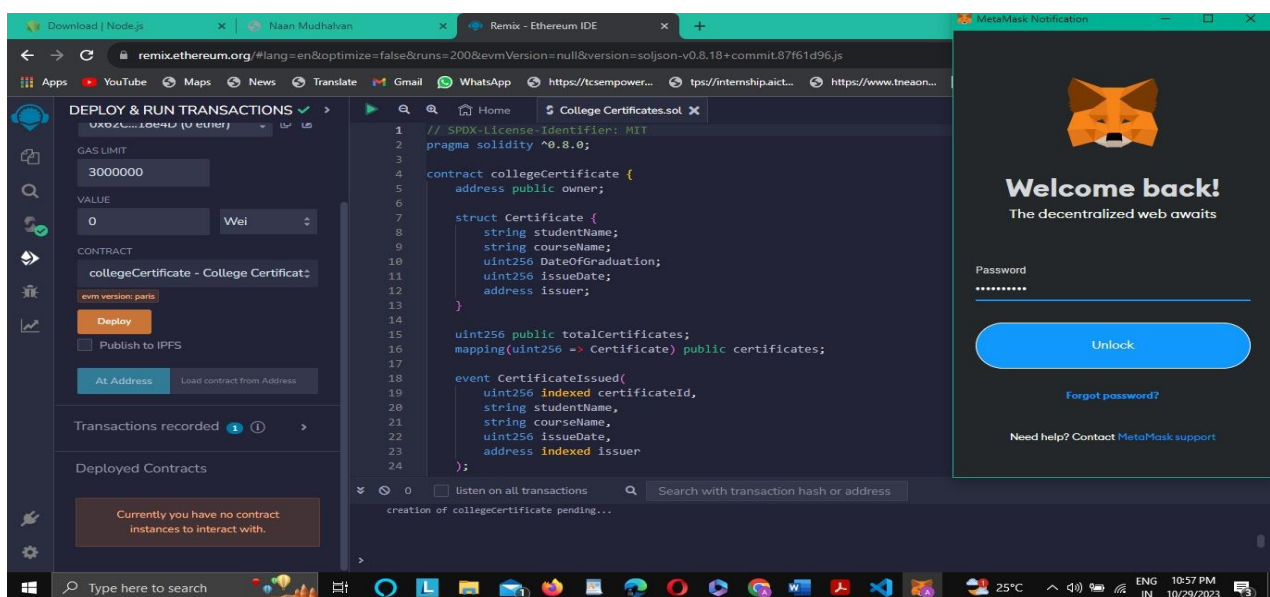 Download | Node.js
Naan Mudhalvan
Remix - Ethereum IDE
MetaMask Notification
remix.ethereum.org/#lang=en&optimize=false&runs=200&evmVersion=null&version=soljson-v0.8.18+commit.87f61d96.js
Apps YouTube Maps News Translate Gmail WhatsApp https://tcsempower... tps://internship.aict... https://www.tneaon...
DEPLOY & RUN TRANSACTIONS
0x62C...18e4D (0 ether)
GAS LIMIT
3000000
VALUE
0 Wei
CONTRACT
collegeCertificate - College Certificat
evm version: paris
Deploy
Publish to IPFS
At Address Load contract from Address
Transactions recorded 1 i
Deployed Contracts
Currently you have no contract
instances to interact with.
Home College Certificates.sol
1 // SPDX-License-Identifier: MIT
2 pragma solidity ^0.8.0;
3
4 contract collegeCertificate {
5 address public owner;
6
7 struct Certificate {
8 string studentName;
9 string courseName;
10 uint256 DateOfGraduation;
11 uint256 issueDate;
12 address issuer;
13 }
14
15 uint256 public totalCertificates;
16 mapping(uint256 => Certificate) public certificates;
17
18 event CertificateIssued(
19 uint256 indexed certificateId,
20 string studentName,
21 string courseName,
22 uint256 issueDate,
23 address indexed issuer
24 );
0 listen on all transactions Search with transaction hash or address
creation of collegeCertificate pending...
>
Welcome back!
The decentralized web awaits
Password
••••••••••
Unlock
Forgot password?
Need help? Contact MetaMask support
Type here to search
25°C
ENG
IN
10:57 PM
10/29/2023